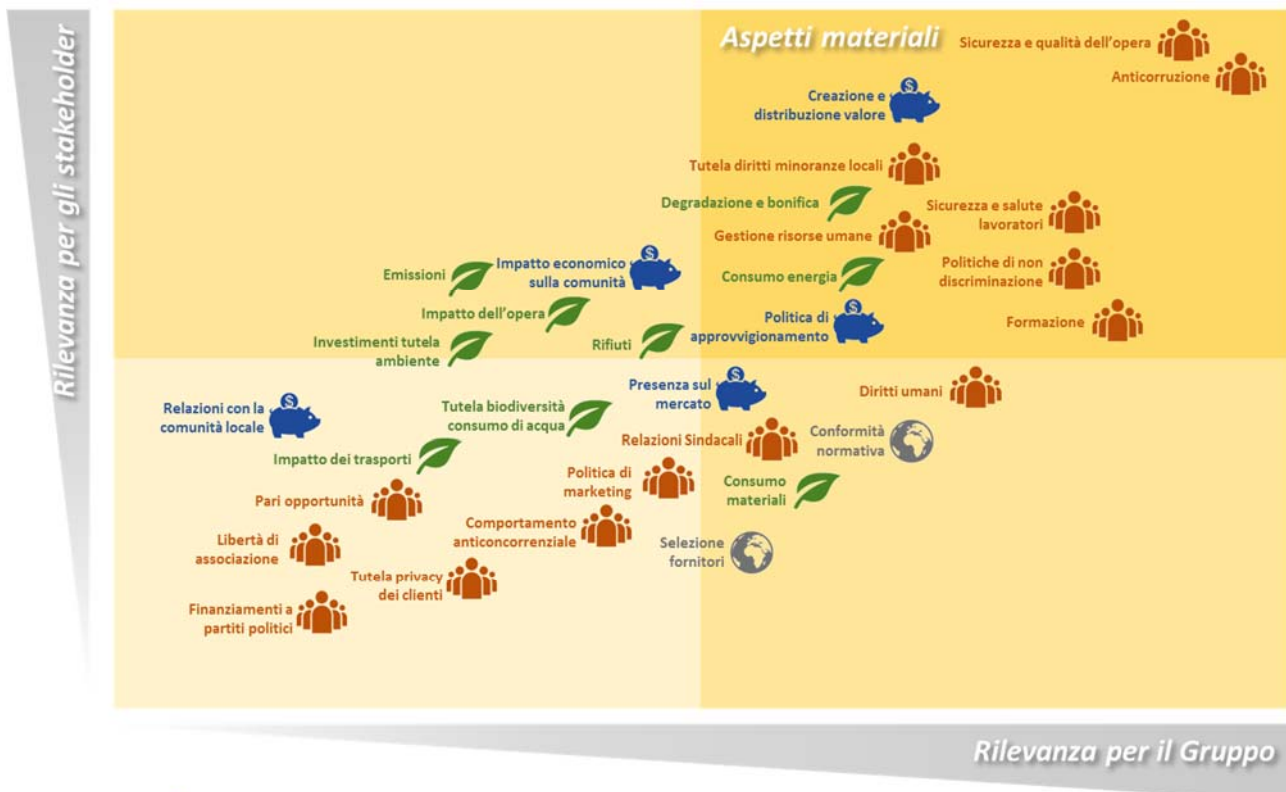 Rilevanza per gli stakeholder
Aspetti materiali
Sicurezza e qualità dell'opera
Anticorruzione
Creazione e
distribuzione valore
Tutela diritti minoranze locali
Degradazione e bonifica
Sicurezza e salute
lavoratori
Gestione risorse umane
Emissioni
Impatto economico
sulla comunità
Consumo energia
Politiche di non
discriminazione
Impatto dell'opera
Investimenti tutela
ambiente
Rifiuti
Politica di
approvvigionamento
Formazione
Relazioni con la
comunità locale
Tutela biodiversità
consumo di acqua
Presenza sul
mercato
Diritti umani
Impatto dei trasporti
Relazioni Sindacali
Conformità
normativa
Pari opportunità
Politica di
marketing
Consumo
materiali
Libertà di
associazione
Comportamento
anticoncorrenziale
Selezione
fornitori
Tutela privacy
dei clienti
Finanziamenti a
partiti politici
Rilevanza per il Gruppo